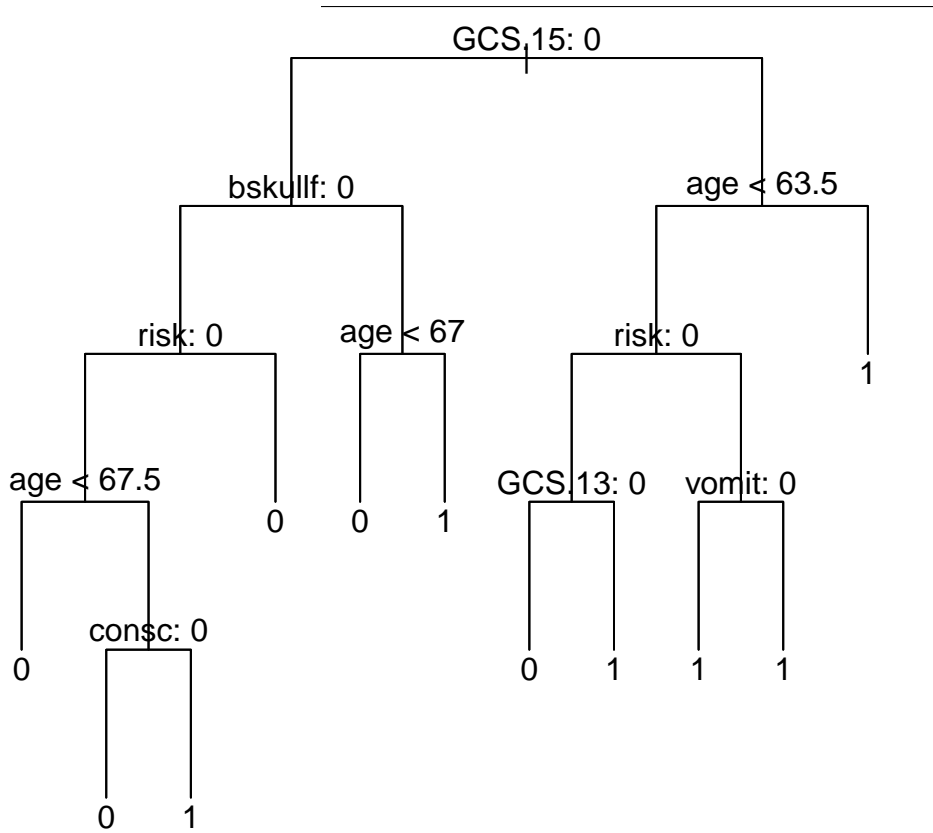 GCS.15: 0
bskullf: 0
age < 63.5
risk: 0
age < 67
risk: 0
1
age < 67.5
0
0
1
GCS.13: 0
vomit: 0
0
consc: 0
0
1
1
1
0
1